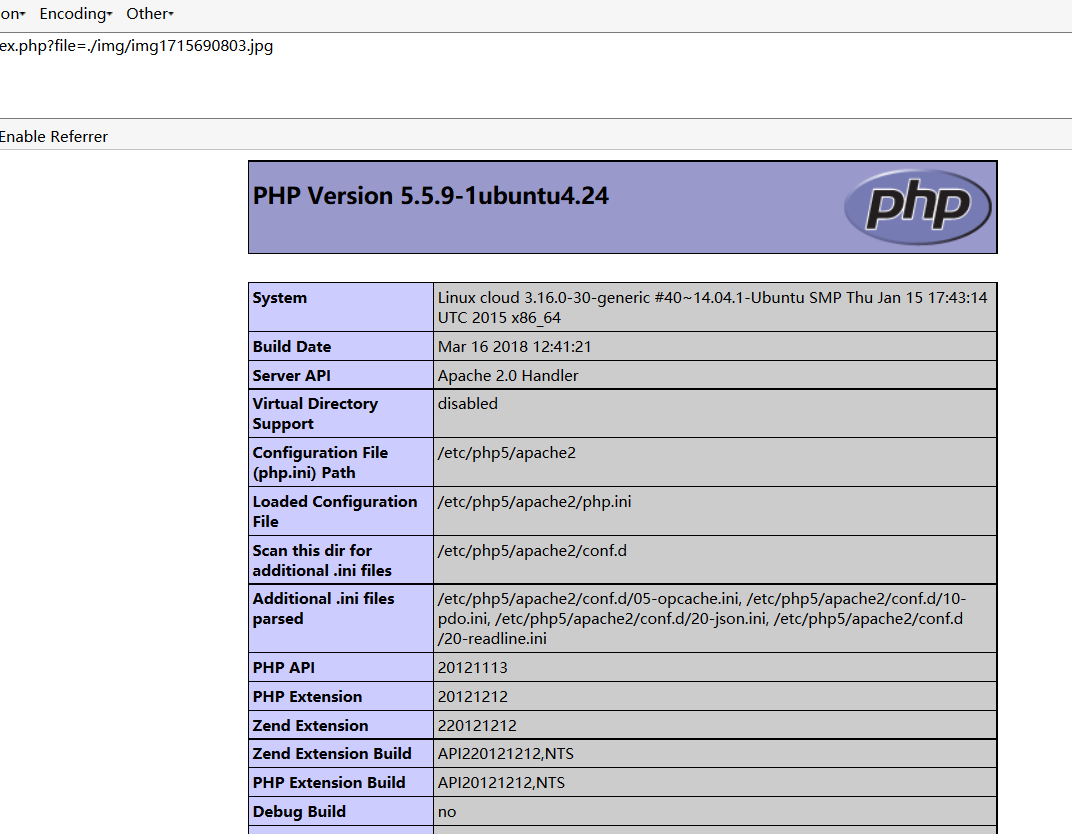 on▾ Encoding▾ Other▾
ex.php?file=./img/img1715690803.jpg
Enable Referrer
PHP Version 5.5.9-1ubuntu4.24
php
System
Linux cloud 3.16.0-30-generic #40~14.04.1-Ubuntu SMP Thu Jan 15 17:43:14
UTC 2015 x86_64
Build Date
Mar 16 2018 12:41:21
Server API
Apache 2.0 Handler
Virtual Directory
Support
disabled
Configuration File
(php.ini) Path
/etc/php5/apache2
Loaded Configuration
File
/etc/php5/apache2/php.ini
Scan this dir for
additional .ini files
/etc/php5/apache2/conf.d
Additional .ini files
parsed
/etc/php5/apache2/conf.d/05-opcache.ini, /etc/php5/apache2/conf.d/10-
pdo.ini, /etc/php5/apache2/conf.d/20-json.ini, /etc/php5/apache2/conf.d
/20-readline.ini
PHP API
20121113
PHP Extension
20121212
Zend Extension
220121212
Zend Extension Build
API220121212,NTS
PHP Extension Build
API20121212,NTS
Debug Build
no